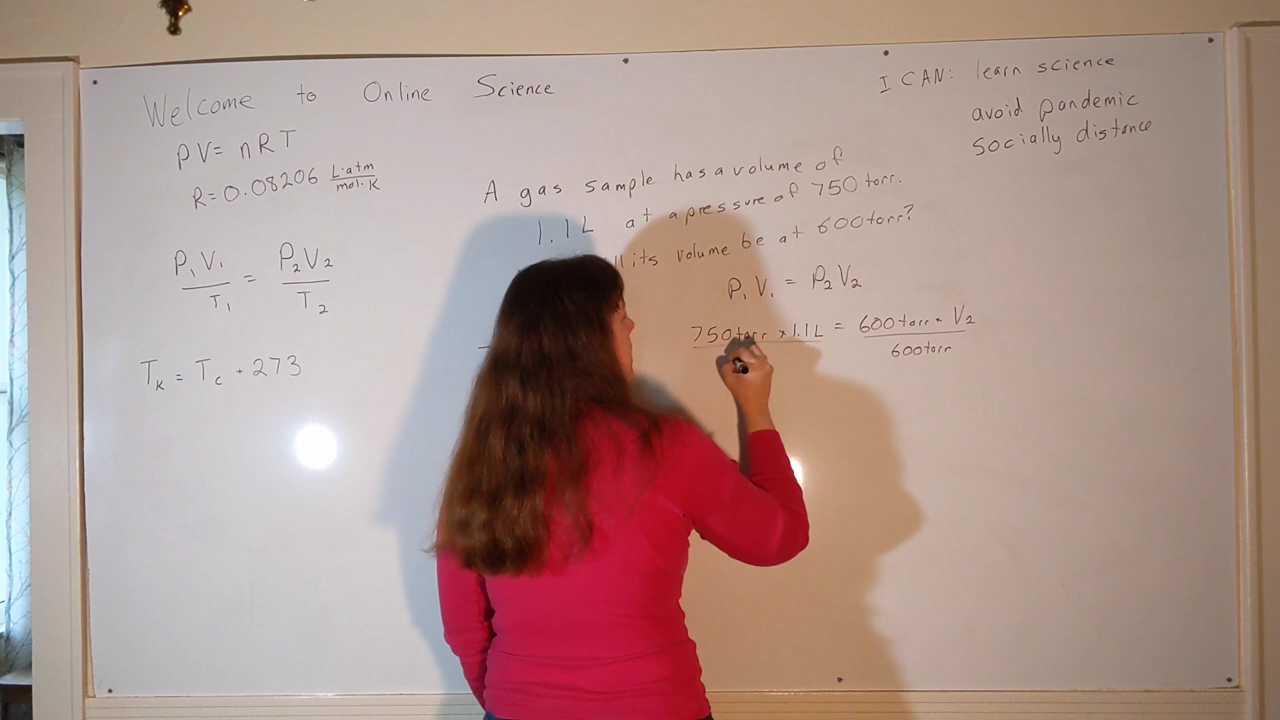 Welcome to Online Science
I CAN: learn science
avoid pandemic
socially distance
PV = nRT
R = 0.08206 L·atm / mol·K
P₁V₁ / T₁ = P₂V₂ / T₂
T_K = T_C + 273
A gas sample has a volume of
1.1 L at a pressure of 750 torr.
its volume be at 600 torr?
P₁V₁ = P₂V₂
750 torr × 1.1 L = 600 torr · V₂
600 torr